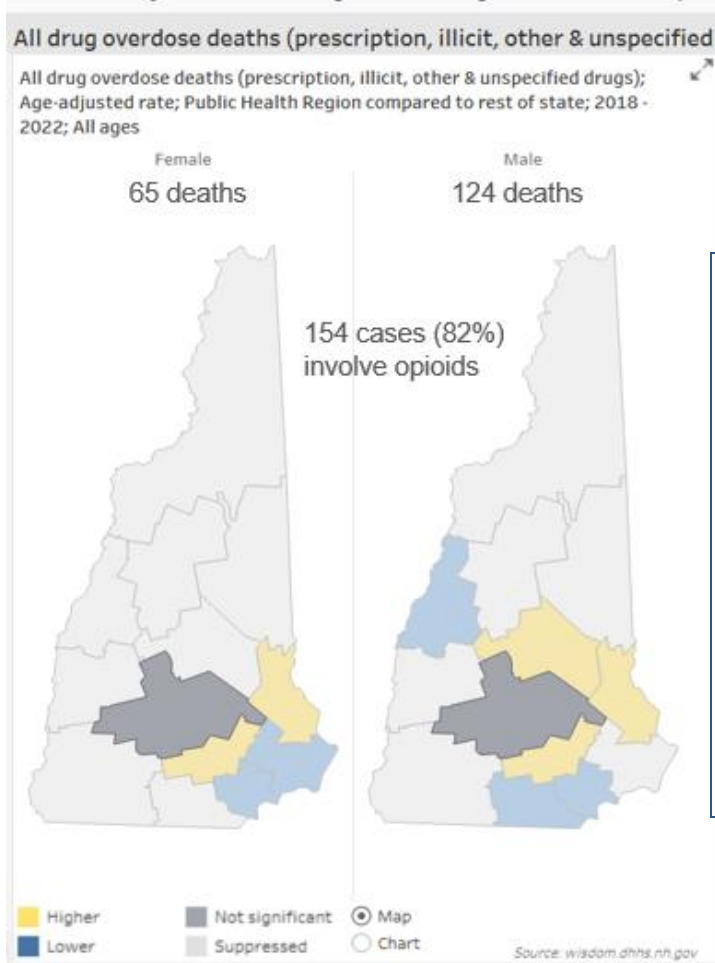 All drug overdose deaths (prescription, illicit, other & unspecified
All drug overdose deaths (prescription, illicit, other & unspecified drugs);
Age-adjusted rate; Public Health Region compared to rest of state; 2018 -
2022; All ages
Female
Male
65 deaths
124 deaths
154 cases (82%)
involve opioids
Higher
Not significant
Map
Lower
Suppressed
Chart
Source: wisdom.dhhs.nh.gov